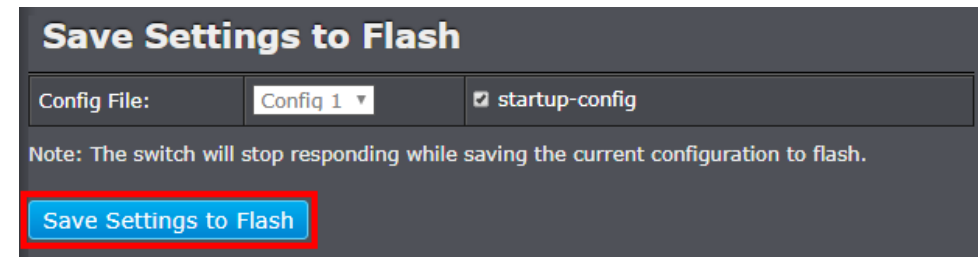 Save Settings to Flash
Config File: Config 1 startup-config
Note: The switch will stop responding while saving the current configuration to flash.
Save Settings to Flash